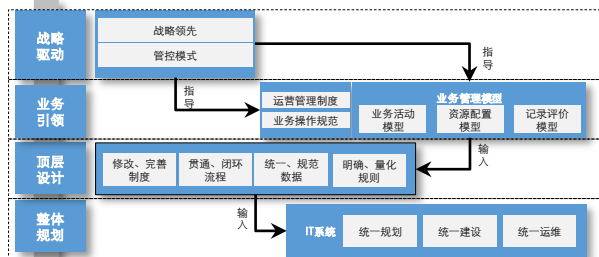 战略
驱动
战略领先
管控模式
指
导
业务
引领
指
导
运营管理制度
业务操作规范
业务管理模型
业务活动
模型
资源配置
模型
记录评价
模型
输
入
顶层
设计
修改、完善
制度
贯通、闭环
流程
统一、规范
数据
明确、量化
规则
整体
规划
输
入
IT系统
统一规划
统一建设
统一运维